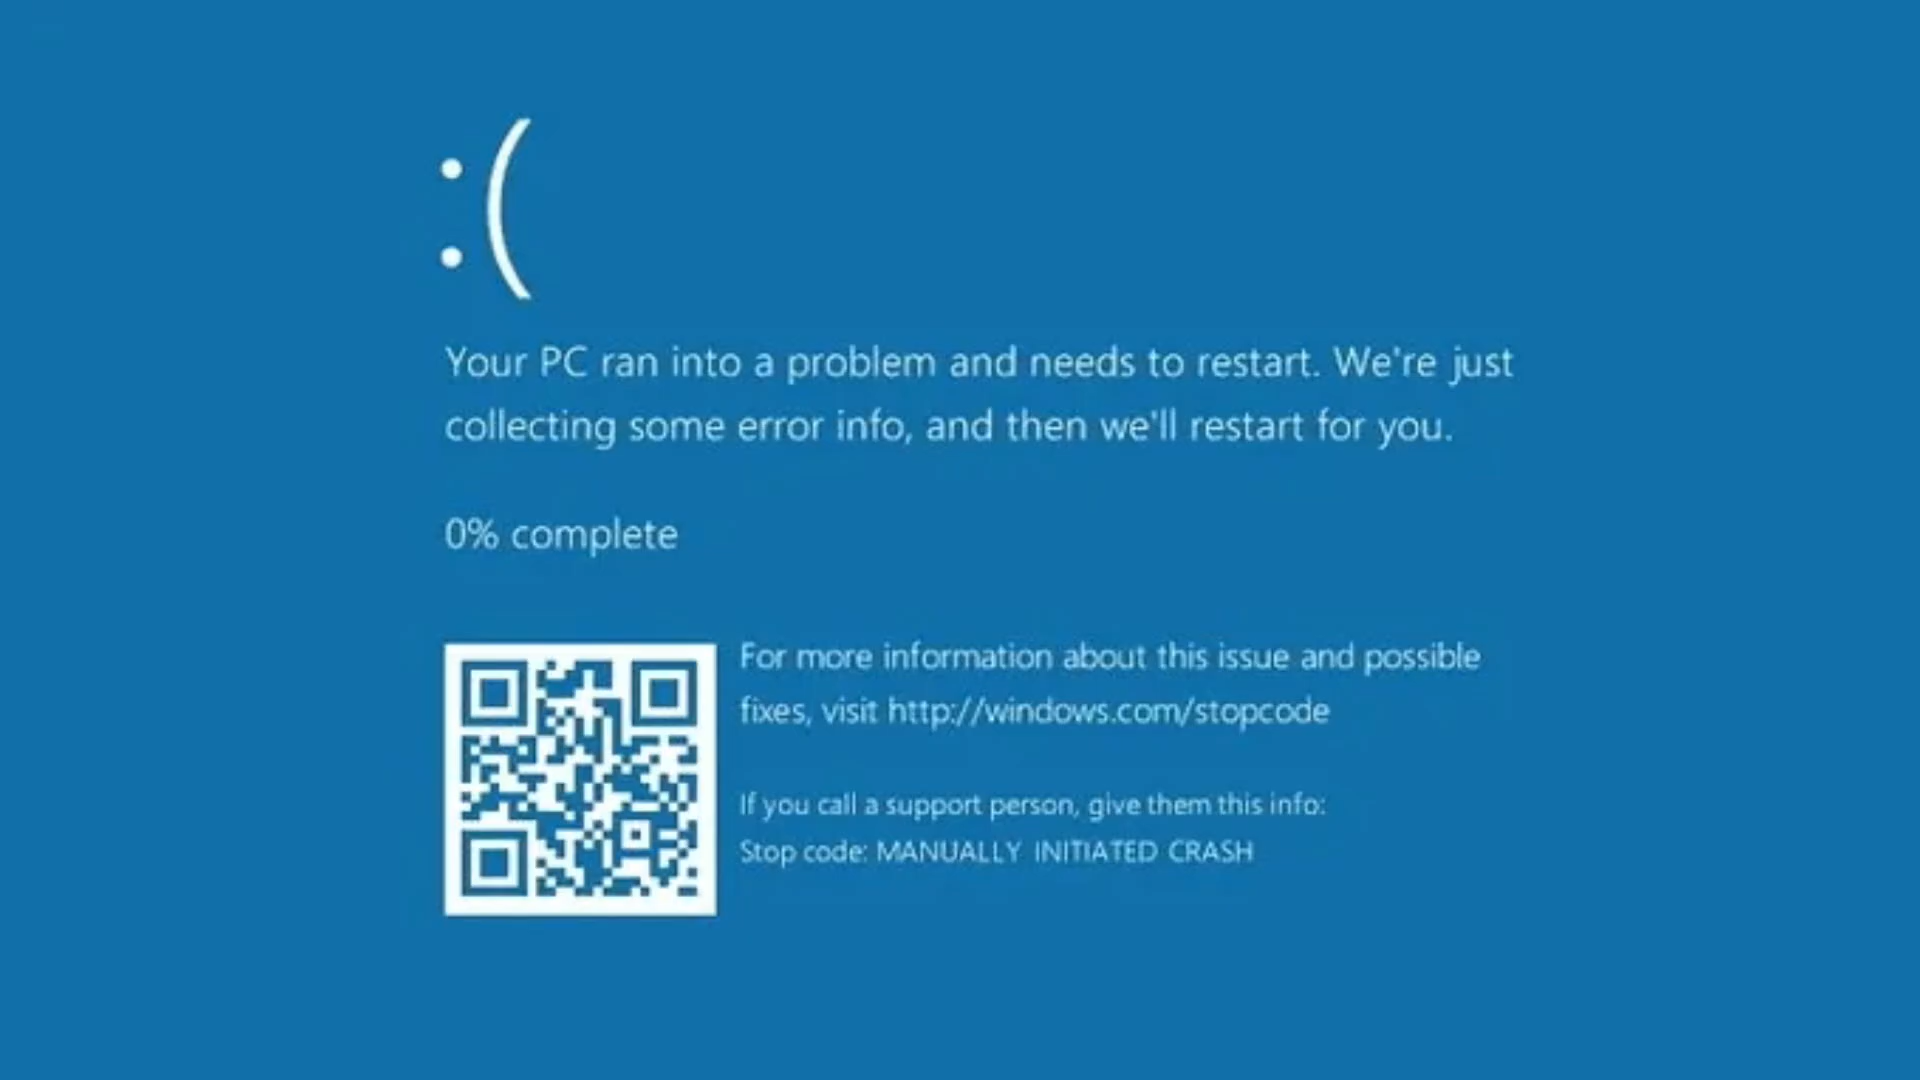 :(
Your PC ran into a problem and needs to restart. We're just
collecting some error info, and then we'll restart for you.
0% complete
For more information about this issue and possible
fixes, visit http://windows.com/stopcode
If you call a support person, give them this info:
Stop code: MANUALLY INITIATED CRASH